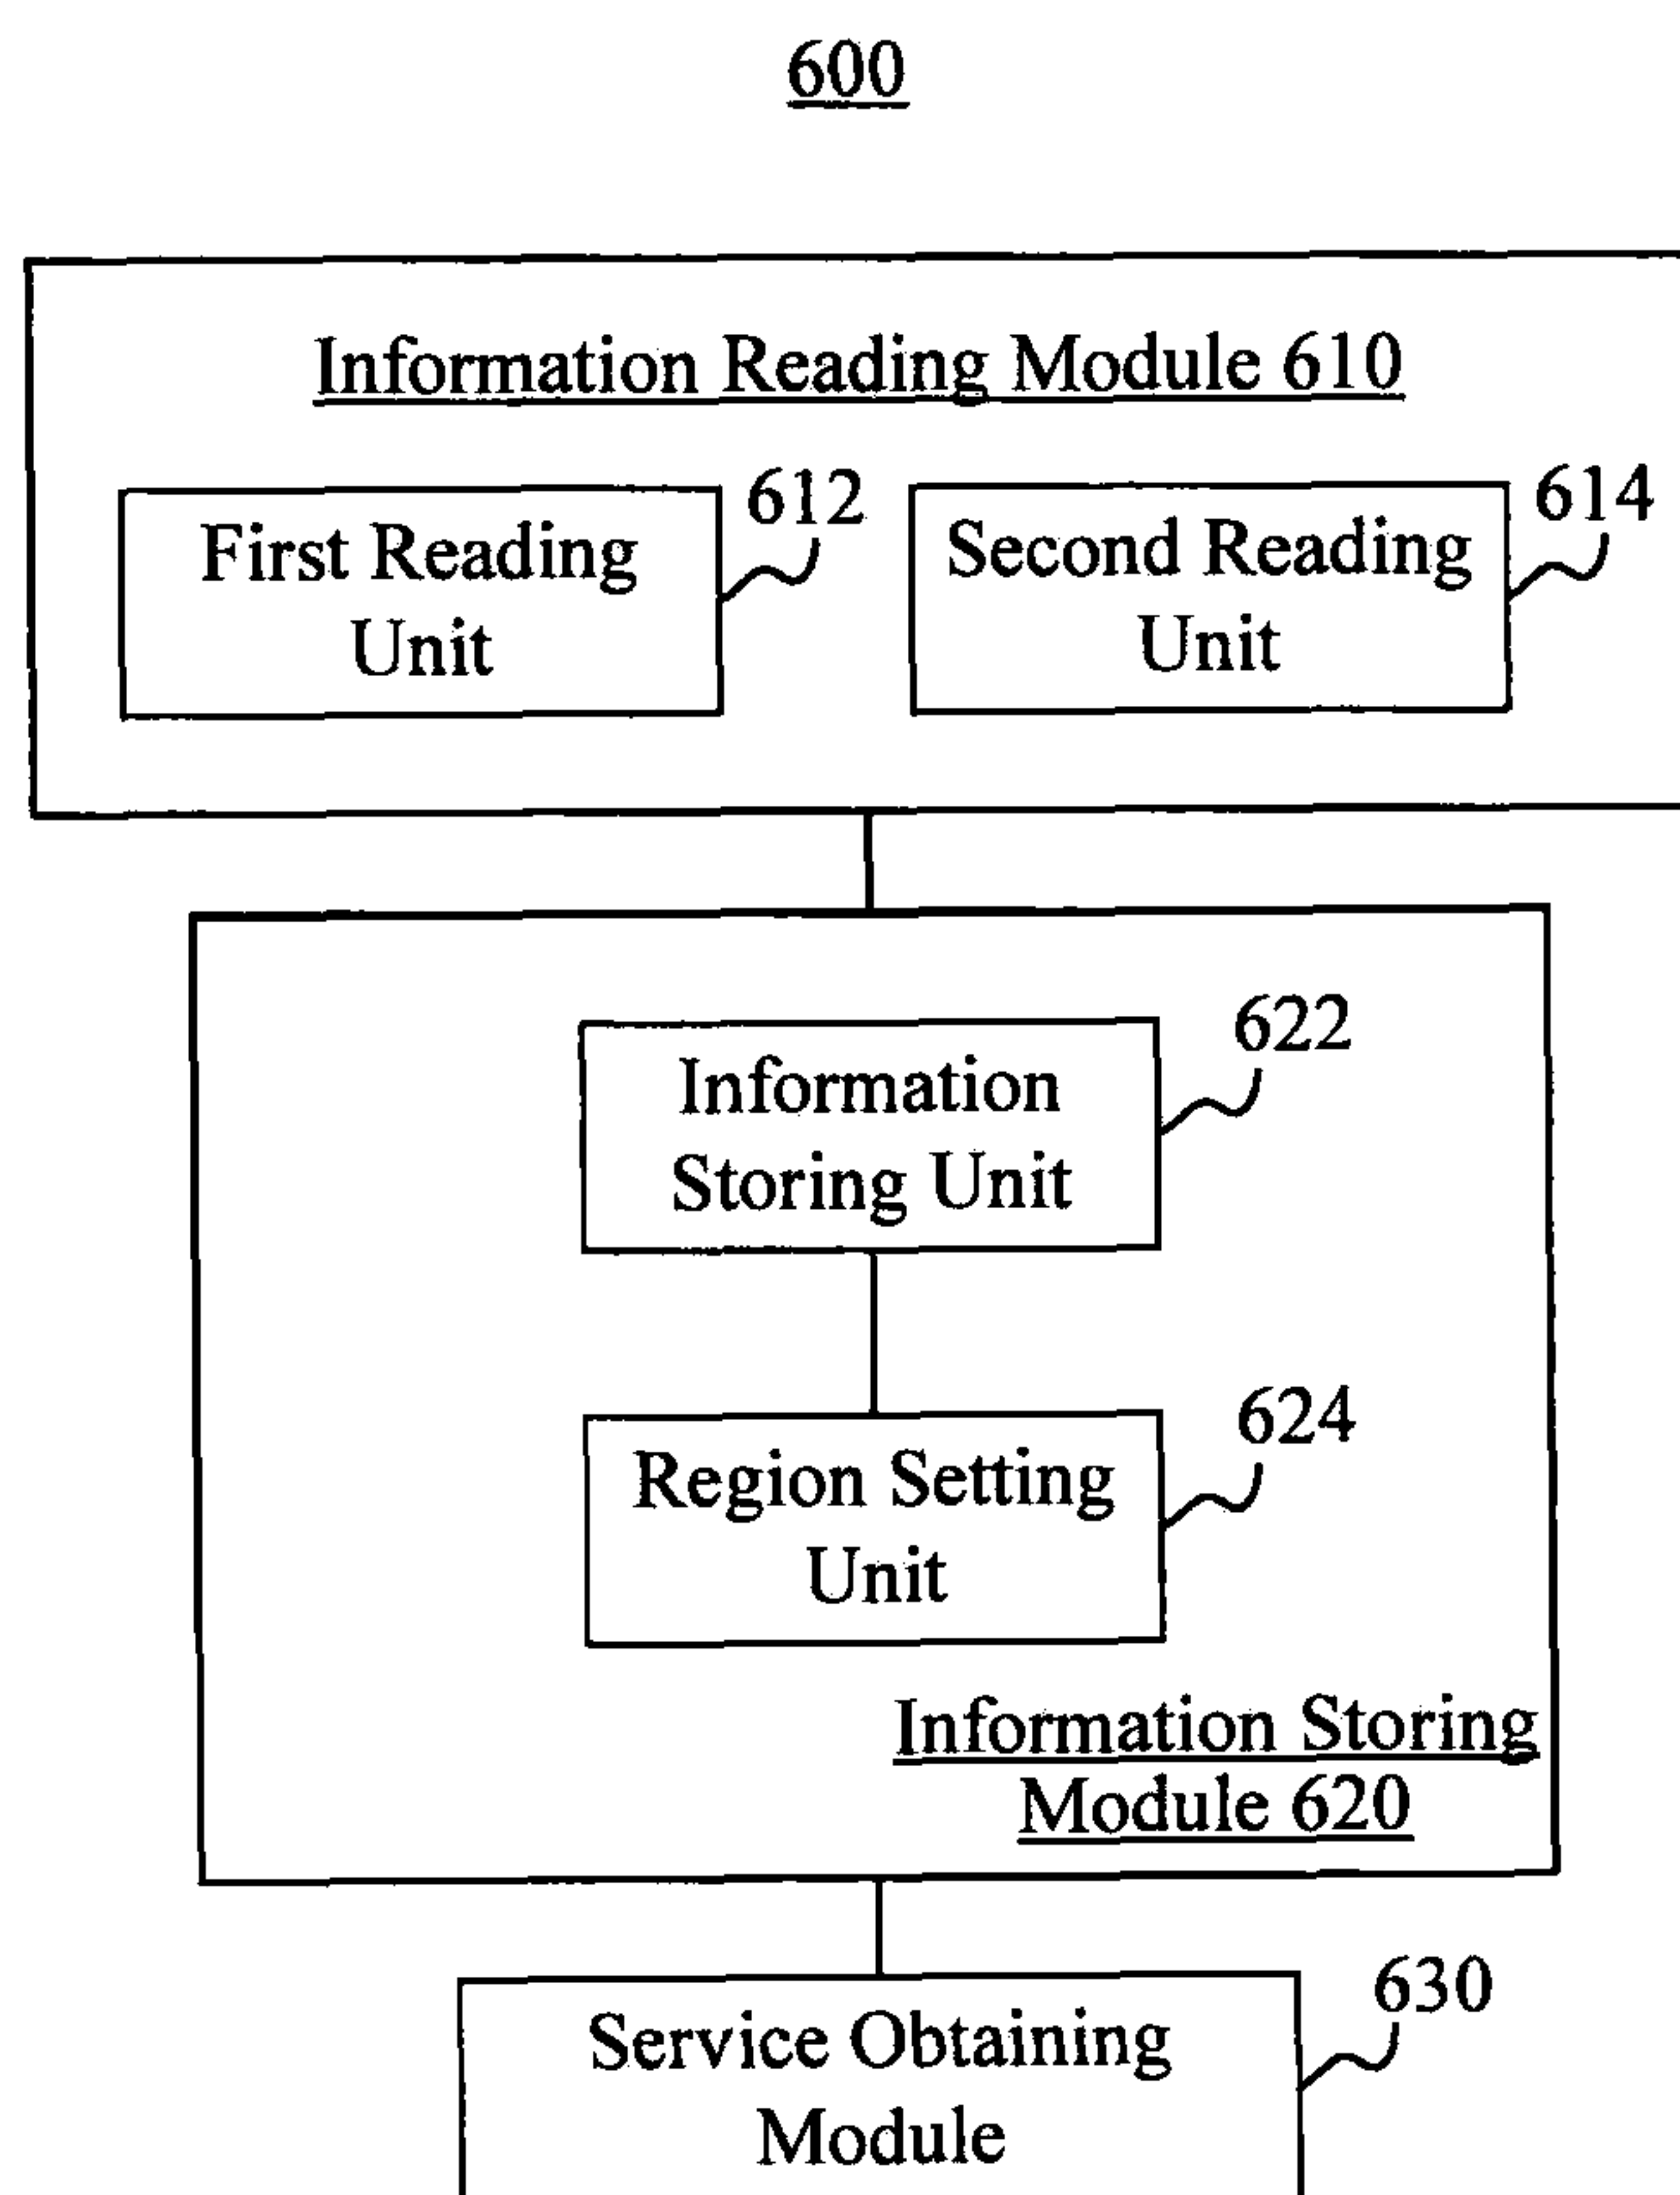 600
Information Reading Module 610
612
614
First Reading
Unit
Second Reading
Unit
622
Information
Storing Unit
624
Region Setting
Unit
Information Storing
Module 620
630
Service Obtaining
Module